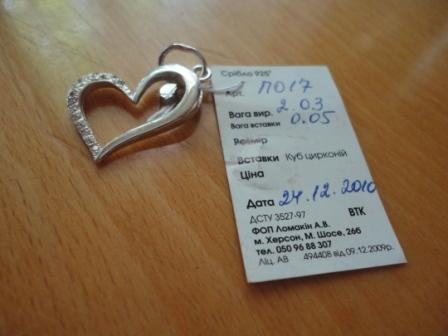 Срібло 925°
Арт. П017
Вага вир. 2.03
Вага вставки 0.05
Розмір
Вставки Куб цирконій
Ціна
Дата 24.12.2010
ДСТУ 3527-97 ВТК
ФОП Ломакін А.В.
м. Херсон, М. Шосе, 26б
тел. 050 96 88 307
Ліц. АВ 494408 від 09.12.2009р.